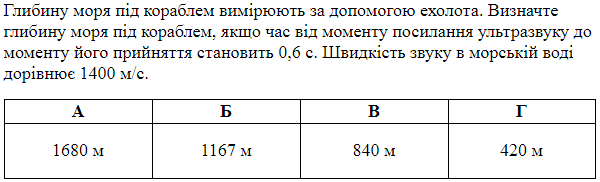 Глибину моря під кораблем вимірюють за допомогою ехолота. Визначте
глибину моря під кораблем, якщо час від моменту посилання ультразвуку до
моменту його прийняття становить 0,6 с. Швидкість звуку в морській воді
дорівнює 1400 м/с.
А Б В Г
1680 м 1167 м 840 м 420 м